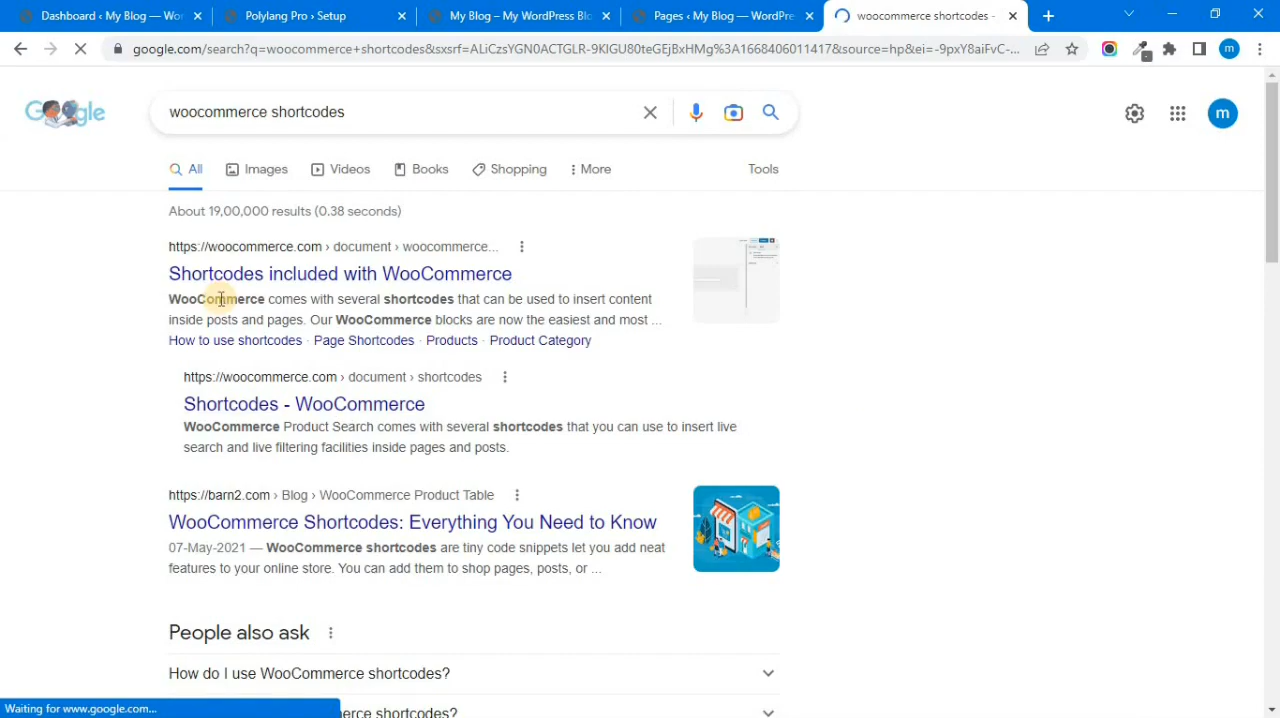 Dashboard ‹ My Blog — Wor
Polylang Pro › Setup
My Blog – My WordPress Blo
Pages ‹ My Blog — WordPre
woocommerce shortcodes -
google.com/search?q=woocommerce+shortcodes&sxsrf=ALiCzsYGN0ACTGLR-9KIGU80teGEjBxHMg%3A1668406011417&source=hp&ei=-9pxY8aiFvC-...
m
Google
woocommerce shortcodes
m
All
Images
Videos
Books
Shopping
More
Tools
About 19,00,000 results (0.38 seconds)
https://woocommerce.com › document › woocommerce...
Shortcodes included with WooCommerce
WooCommerce comes with several shortcodes that can be used to insert content
inside posts and pages. Our WooCommerce blocks are now the easiest and most ...
How to use shortcodes · Page Shortcodes · Products · Product Category
https://woocommerce.com › document › shortcodes
Shortcodes - WooCommerce
WooCommerce Product Search comes with several shortcodes that you can use to insert live
search and live filtering facilities inside pages and posts.
https://barn2.com › Blog › WooCommerce Product Table
WooCommerce Shortcodes: Everything You Need to Know
07-May-2021 — WooCommerce shortcodes are tiny code snippets let you add neat
features to your online store. You can add them to shop pages, posts, or ...
People also ask
How do I use WooCommerce shortcodes?
Waiting for www.google.com...
merce shortcodes?